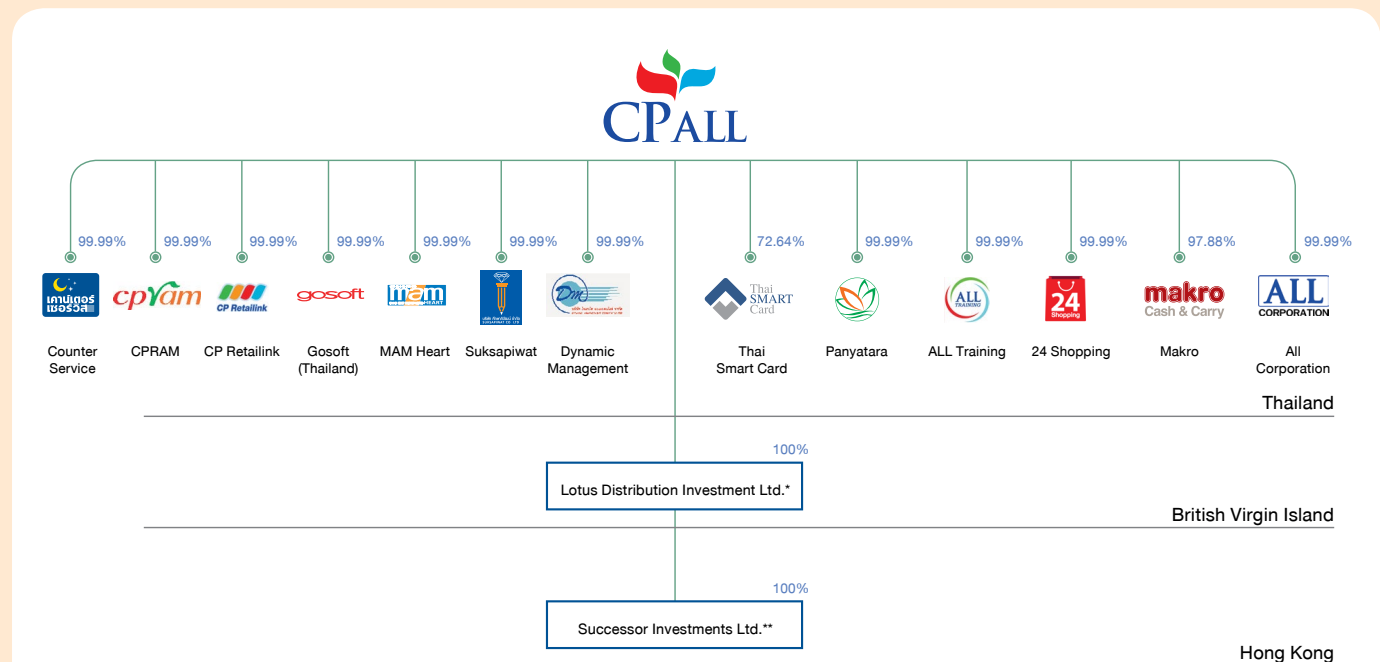 CPALL
99.99% 99.99% 99.99% 99.99% 99.99% 99.99% 99.99% 72.64% 99.99% 99.99% 99.99% 97.88% 99.99%
เคาน์เตอร์
เซอร์วิส
cpram
CP Retailink
gosoft
mam
HEART
Dm
Thai
SMART
Card
ALL
TRAINING
24
Shopping
makro
Cash & Carry
ALL
CORPORATION
Counter
Service
CPRAM
CP Retailink
Gosoft
(Thailand)
MAM Heart
Suksapiwat
Dynamic
Management
Thai
Smart Card
Panyatara
ALL Training
24 Shopping
Makro
All
Corporation
Thailand
100%
Lotus Distribution Investment Ltd.*
British Virgin Island
100%
Successor Investments Ltd.**
Hong Kong